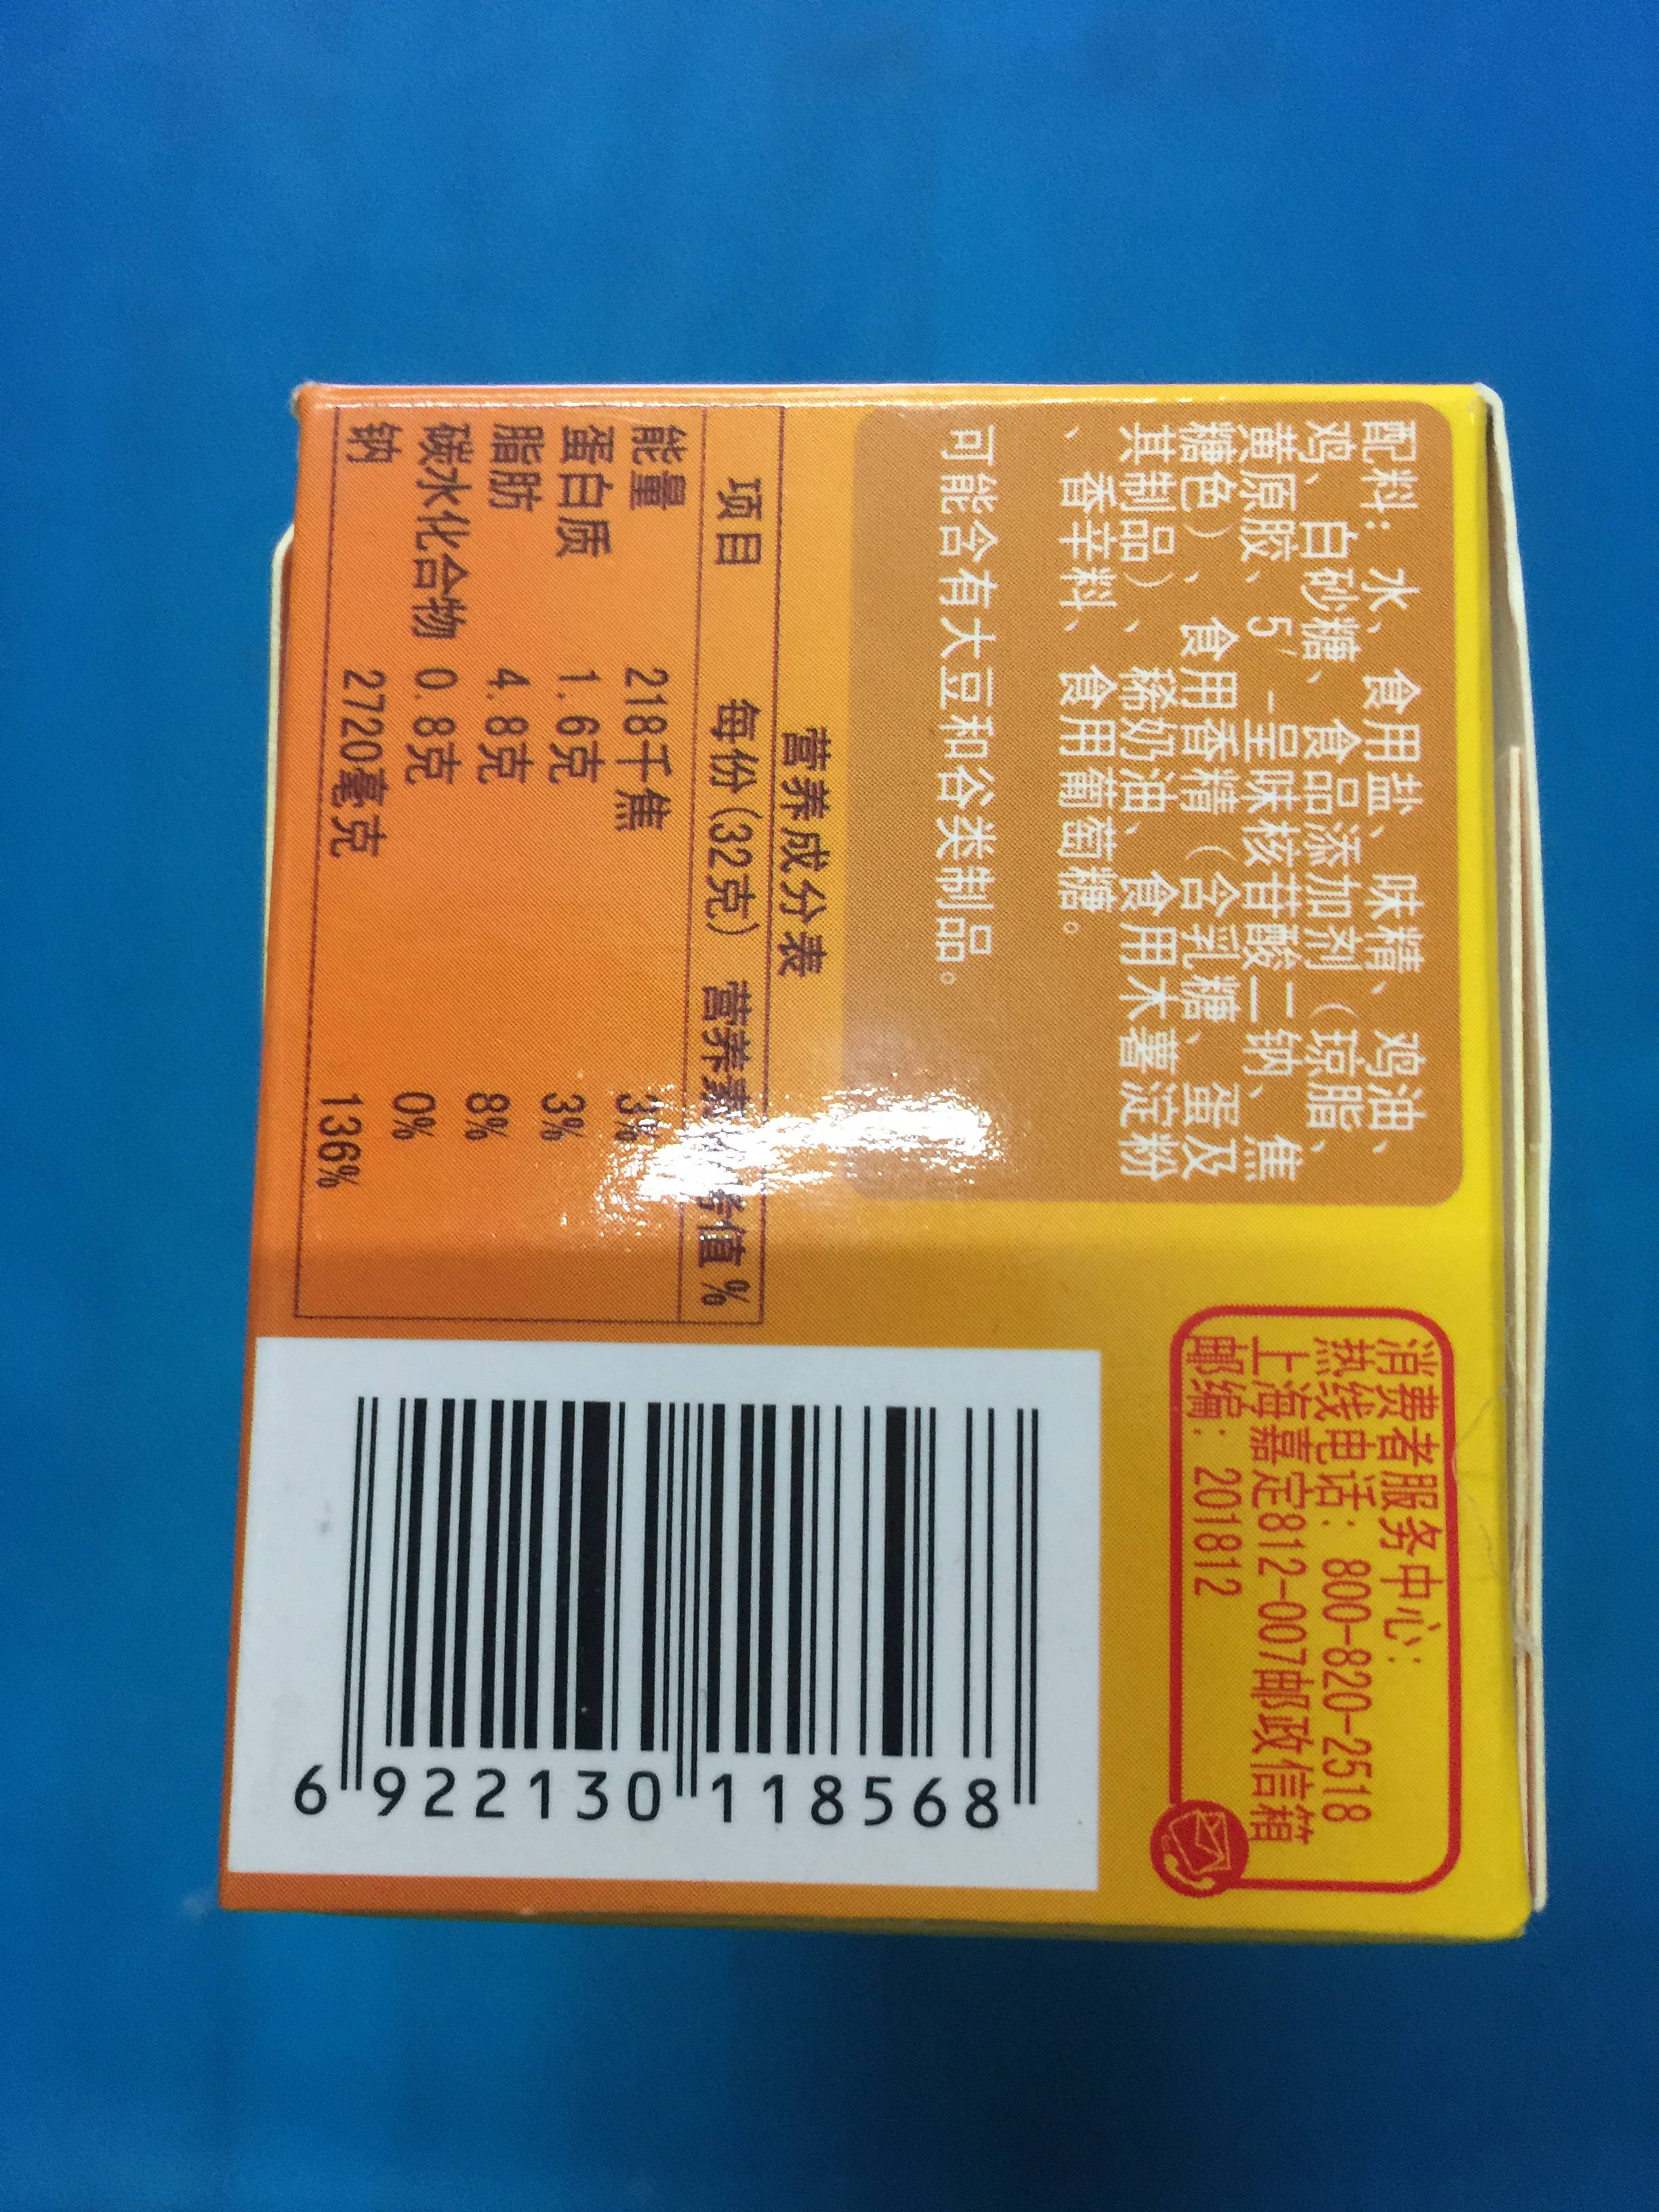 配料：水、食用盐、味精、鸡油、
鸡、白砂糖、食品添加剂（琼脂、
黄原胶、5′-呈味核苷酸二钠、焦
糖色）、食用香精（含乳糖、蛋及
其制品）、稀奶油、食用木薯淀粉
、香辛料、食用葡萄糖。
可能含有大豆和谷类制品。
营养成分表
项目 每份(32克) 营养素 值%
能量 218千焦 3%
蛋白质 1.6克 3%
脂肪 4.8克 8%
碳水化合物 0.8克 0%
钠 2720毫克 136%
消费者服务中心：
热线电话：800-820-2518
上海嘉定812-007邮政信箱
邮编：201812
6 922130 118568